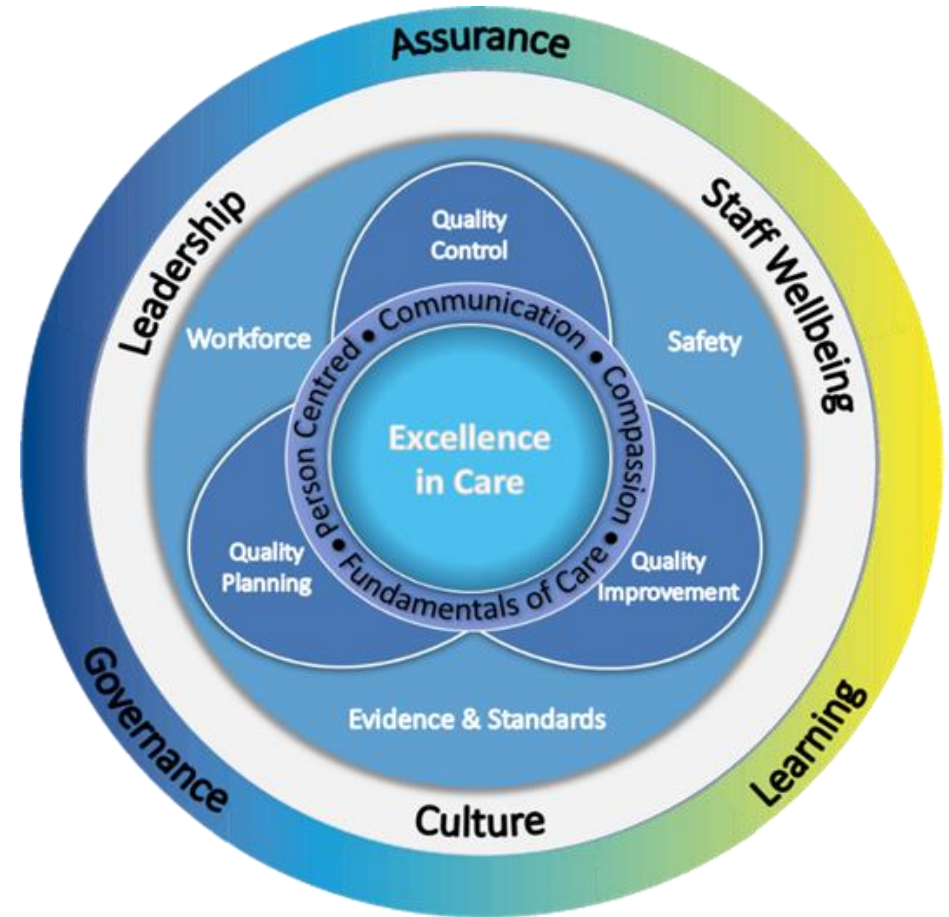 Assurance
Leadership
Staff Wellbeing
Quality
Control
Workforce
Safety
Person Centred • Communication • Compassion • Fundamentals of Care •
Excellence
in Care
Quality
Planning
Quality
Improvement
Evidence & Standards
Governance
Learning
Culture